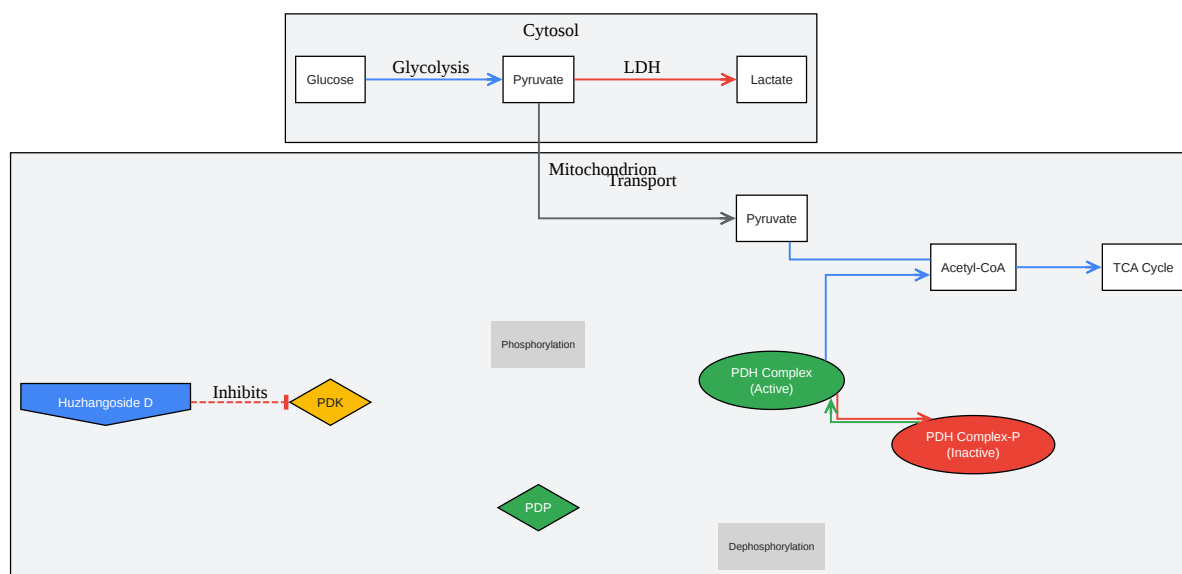 Cytosol
Glucose
Glycolysis
Pyruvate
LDH
Lactate
Mitochondrion
Transport
Pyruvate
Acetyl-CoA
TCA Cycle
Phosphorylation
PDH Complex
(Active)
Huzhangoside D
Inhibits
PDK
PDH Complex-P
(Inactive)
PDP
Dephosphorylation